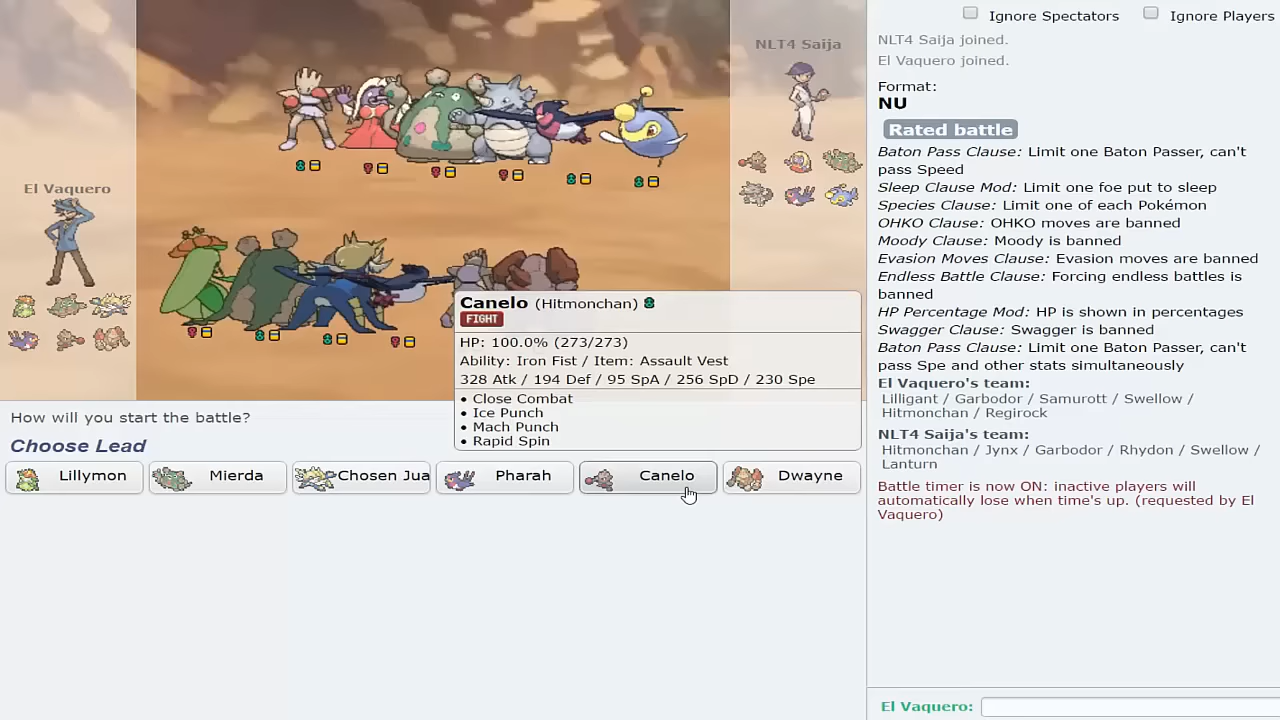 Ignore Spectators
Ignore Players
NLT4 Saija joined.
El Vaquero joined.
Format:
NU
Rated battle
Baton Pass Clause: Limit one Baton Passer, can't
pass Speed
Sleep Clause Mod: Limit one foe put to sleep
Species Clause: Limit one of each Pokémon
OHKO Clause: OHKO moves are banned
Moody Clause: Moody is banned
Evasion Moves Clause: Evasion moves are banned
Endless Battle Clause: Forcing endless battles is
banned
HP Percentage Mod: HP is shown in percentages
Swagger Clause: Swagger is banned
Baton Pass Clause: Limit one Baton Passer, can't
pass Spe and other stats simultaneously
El Vaquero's team:
Lilligant / Garbodor / Samurott / Swellow /
Hitmonchan / Regirock
NLT4 Saija's team:
Hitmonchan / Jynx / Garbodor / Rhydon / Swellow /
Lanturn
Battle timer is now ON: inactive players will
automatically lose when time's up. (requested by El
Vaquero)
El Vaquero:
NLT4 Saija
El Vaquero
Canelo (Hitmonchan)
FIGHT
HP: 100.0% (273/273)
Ability: Iron Fist / Item: Assault Vest
328 Atk / 194 Def / 95 SpA / 256 SpD / 230 Spe
• Close Combat
• Ice Punch
• Mach Punch
• Rapid Spin
How will you start the battle?
Choose Lead
Lillymon
Mierda
Chosen Jua
Pharah
Canelo
Dwayne